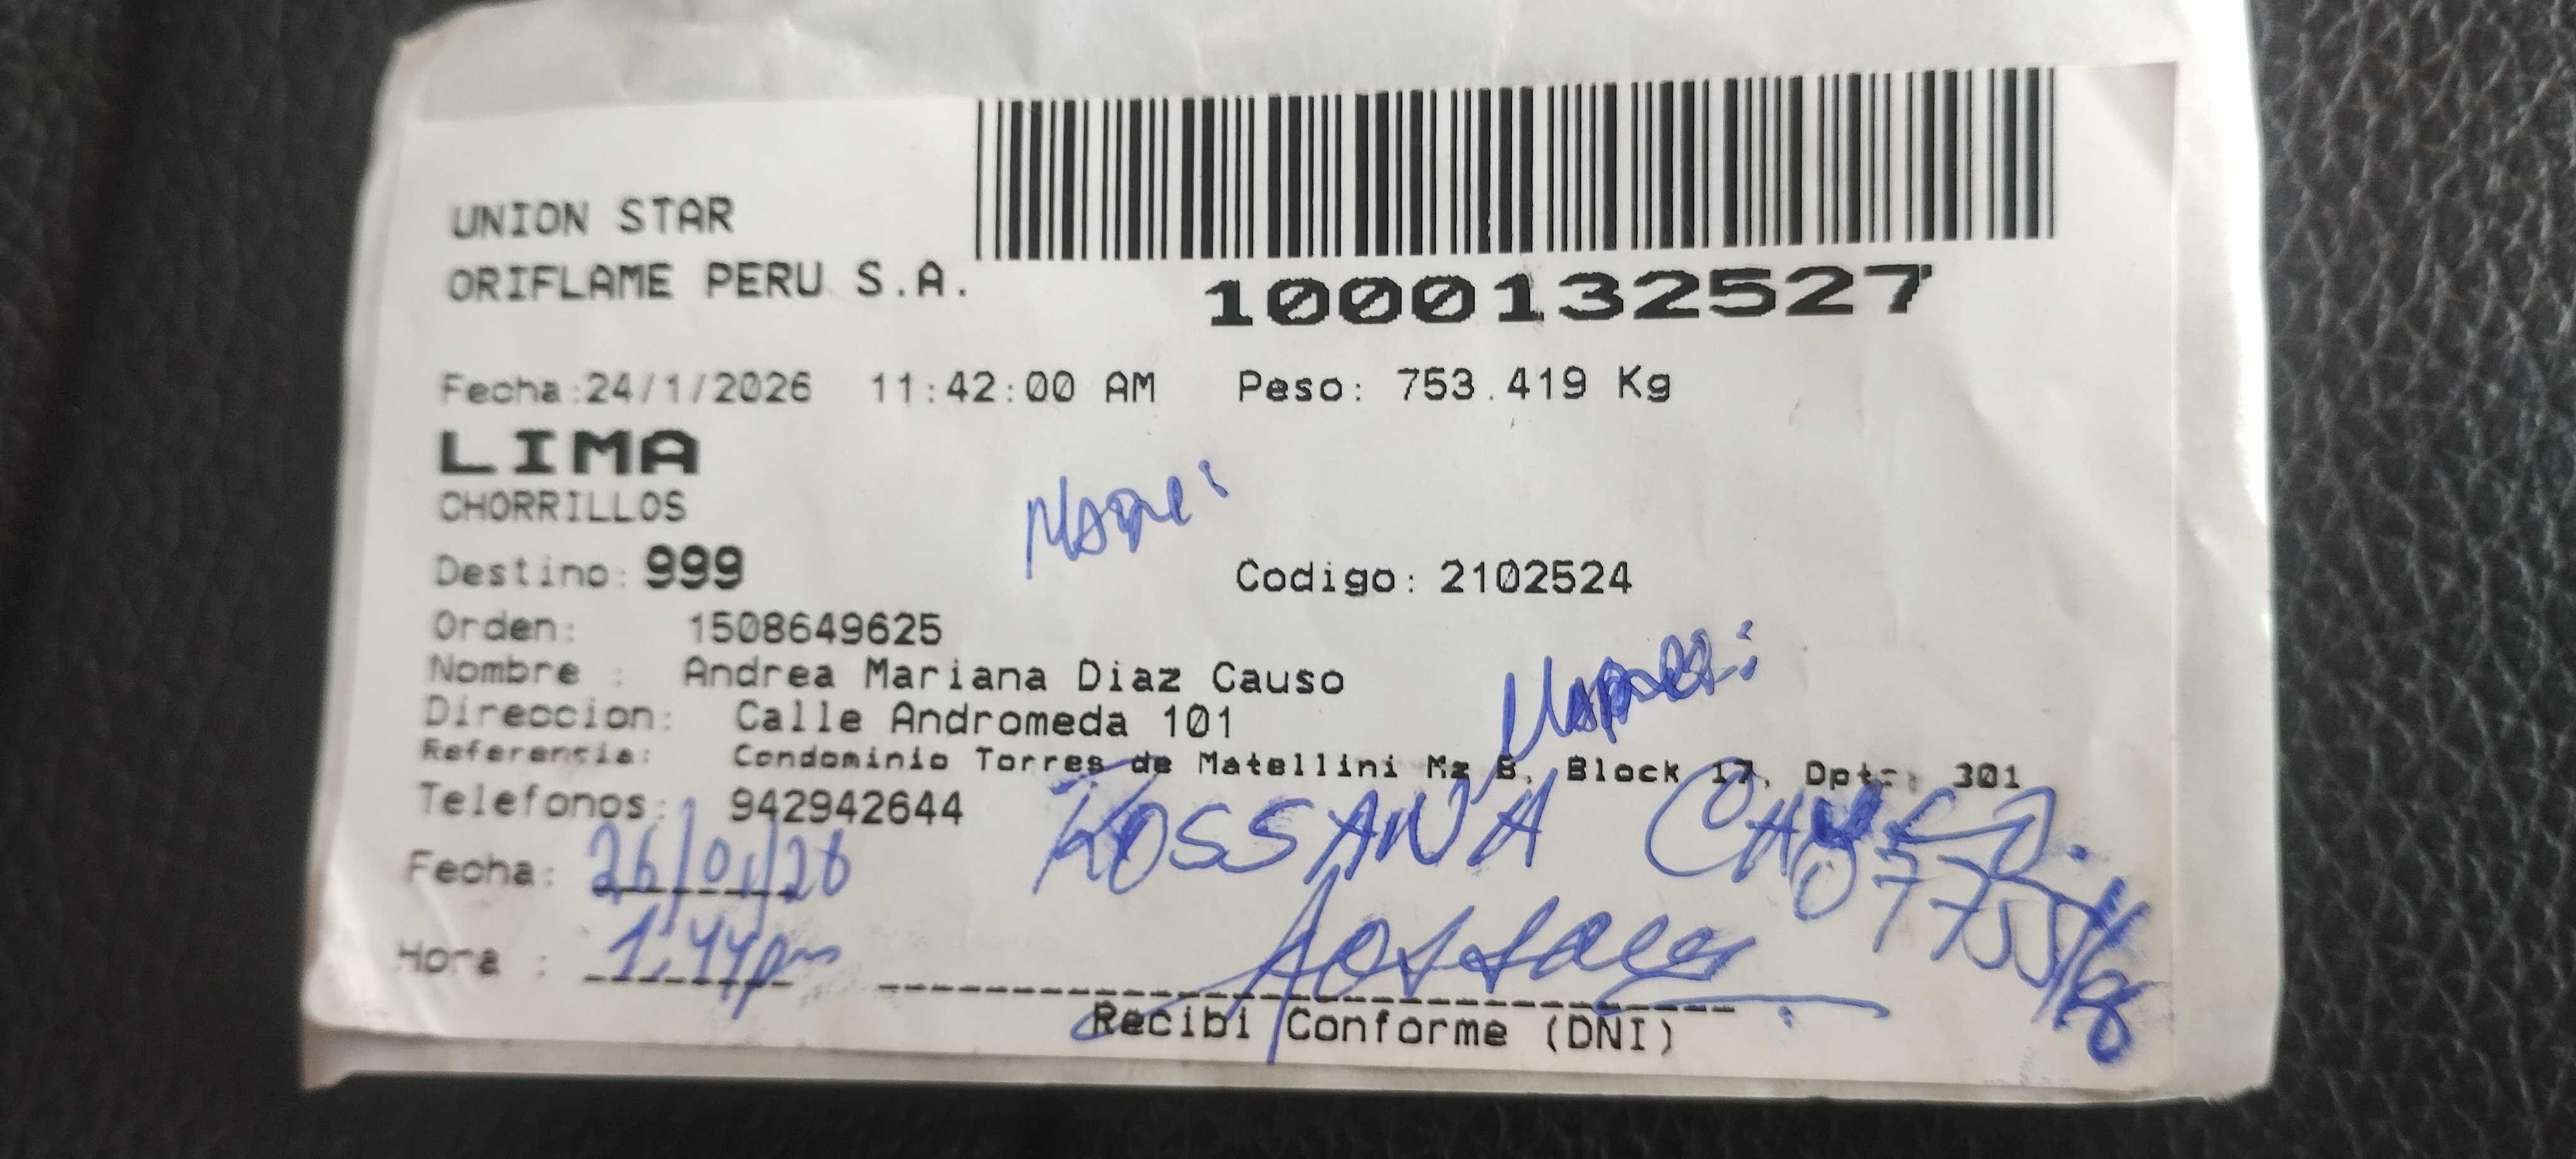 UNION STAR
ORIFLAME PERU S.A.
1000132527
Fecha:24/1/2026 11:42:00 AM Peso: 753.419 Kg
LIMA
CHORRILLOS
Destino: 999 Codigo: 2102524
Orden: 1508649625
Nombre : Andrea Mariana Diaz Causo
Direccion: Calle Andromeda 101
Referencia: Condominio Torres de Matellini Mz B, Block 17, Dpto: 301
Telefonos: 942942644
ROSSANA
Fecha: 26/01/26
Hora : 1:44pm
Recibi Conforme (DNI)